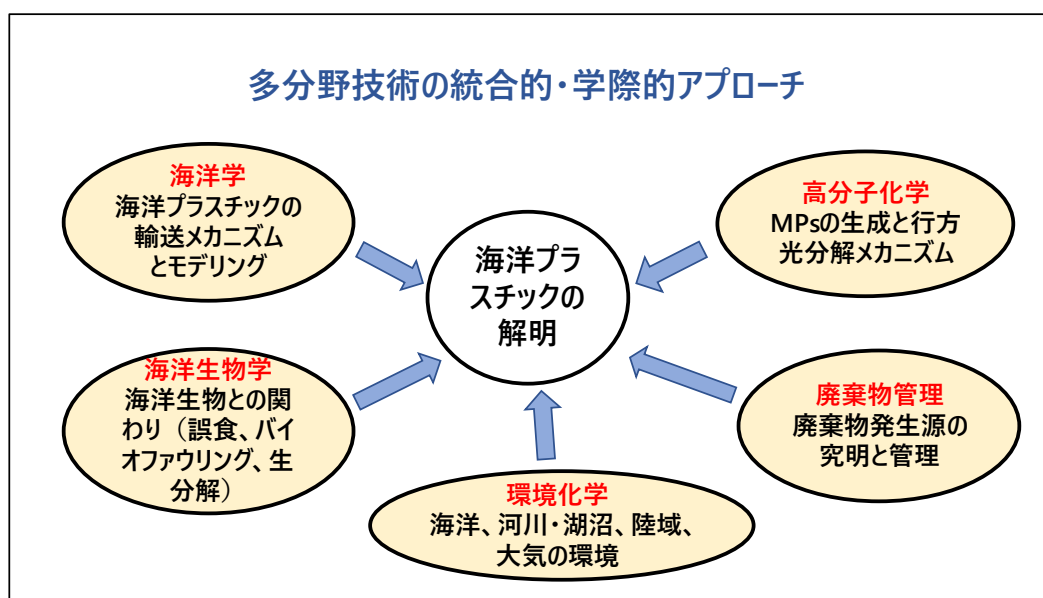 多分野技術の統合的・学際的アプローチ
海洋学
海洋プラスチックの
輸送メカニズム
とモデリング
高分子化学
MPsの生成と行方
光分解メカニズム
海洋プラ
スチックの
解明
海洋生物学
海洋生物との関
わり（誤食、バイ
オファウリング、生
分解）
廃棄物管理
廃棄物発生源の
究明と管理
環境化学
海洋、河川・湖沼、陸域、
大気の環境